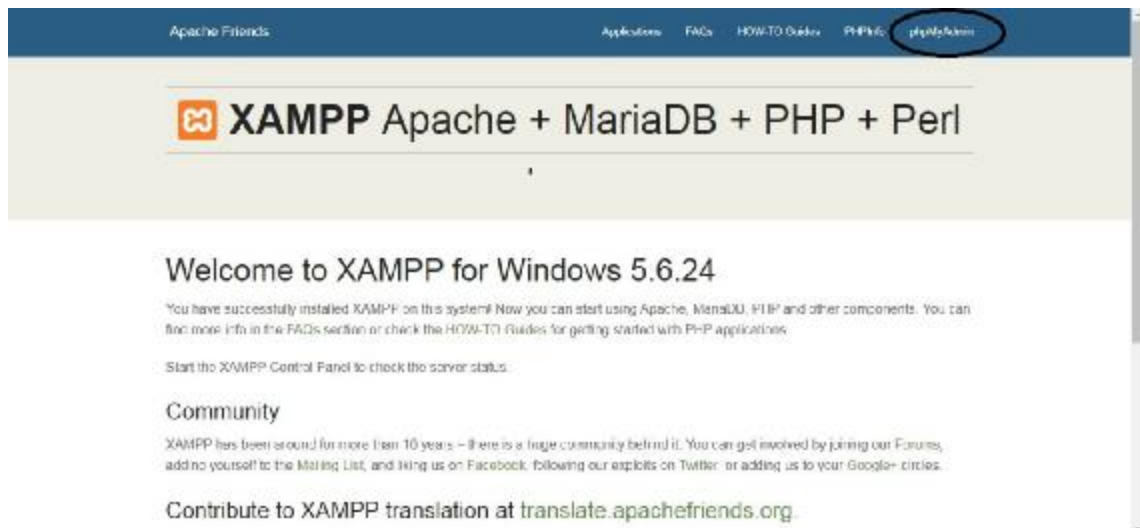 Apache Friends
Applications FAQs HOW-TO Guides PHPInfo phpMyAdmin
XAMPP Apache + MariaDB + PHP + Perl
Welcome to XAMPP for Windows 5.6.24
You have successfully installed XAMPP on this system! Now you can start using Apache, MariaDB, PHP and other components. You can
find more info in the FAQs section or check the HOW-TO Guides for getting started with PHP applications.
Start the XAMPP Control Panel to check the server status.
Community
XAMPP has been around for more than 10 years – there is a huge community behind it. You can get involved by joining our Forums,
adding yourself to the Mailing List, and liking us on Facebook, following our exploits on Twitter, or adding us to your Google+ circles.
Contribute to XAMPP translation at translate.apachefriends.org.